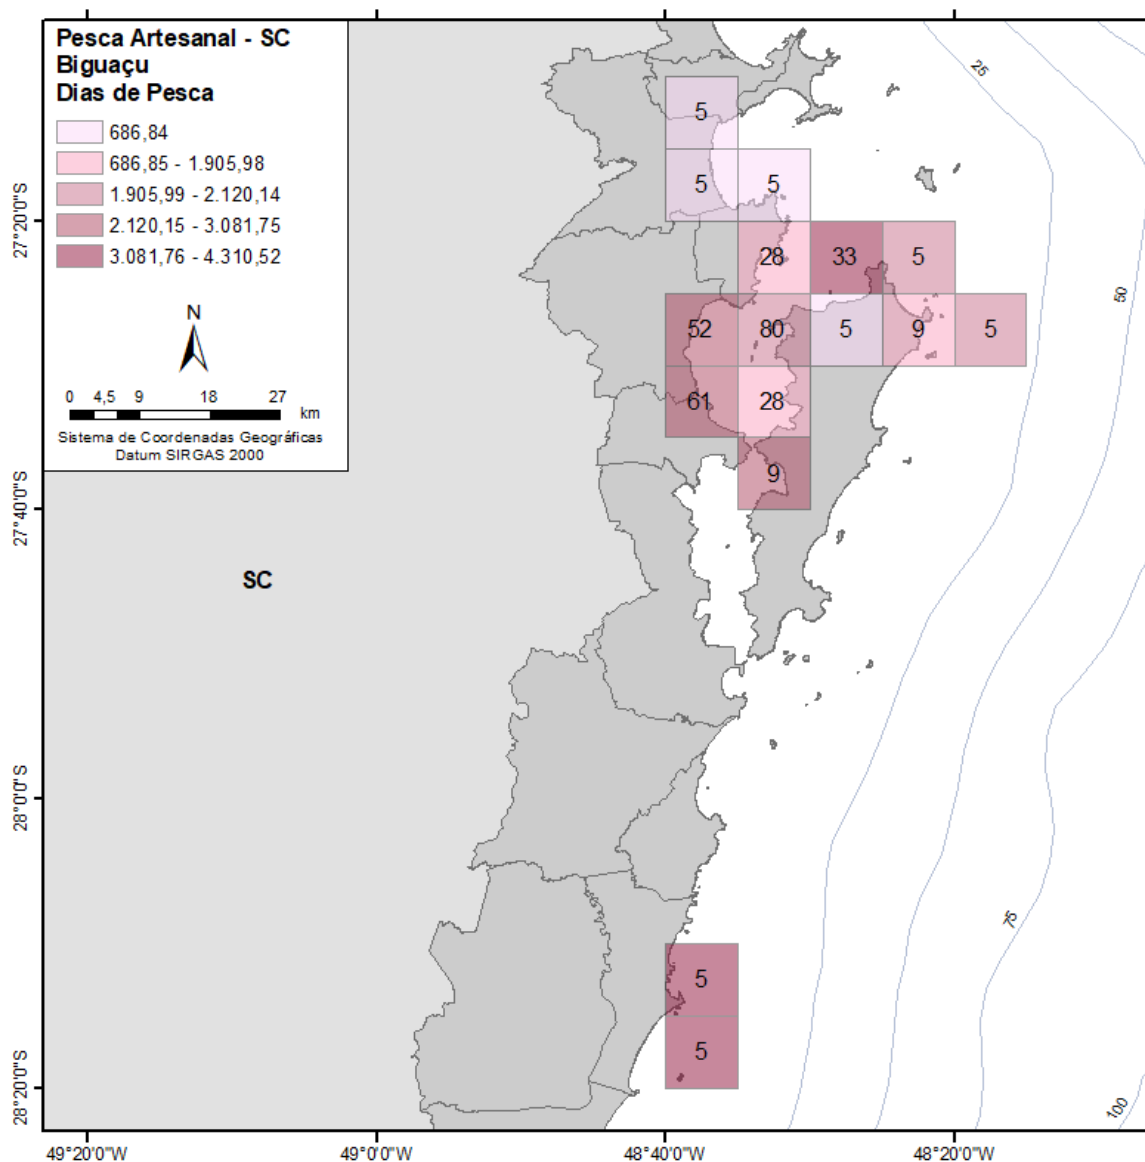 Pesca Artesanal - SC
Biguaçu
Dias de Pesca
686,84
686,85 - 1.905,98
1.905,99 - 2.120,14
2.120,15 - 3.081,75
3.081,76 - 4.310,52
N
0 4,5 9 18 27
km
Sistema de Coordenadas Geográficas
Datum SIRGAS 2000
25
5
5 5
28 33 5
52 80 5 9 5
61 28
9
50
SC
75
5
5
100
27°20'0"S
27°40'0"S
28°0'0"S
28°20'0"S
49°20'0"W 49°0'0"W 48°40'0"W 48°20'0"W